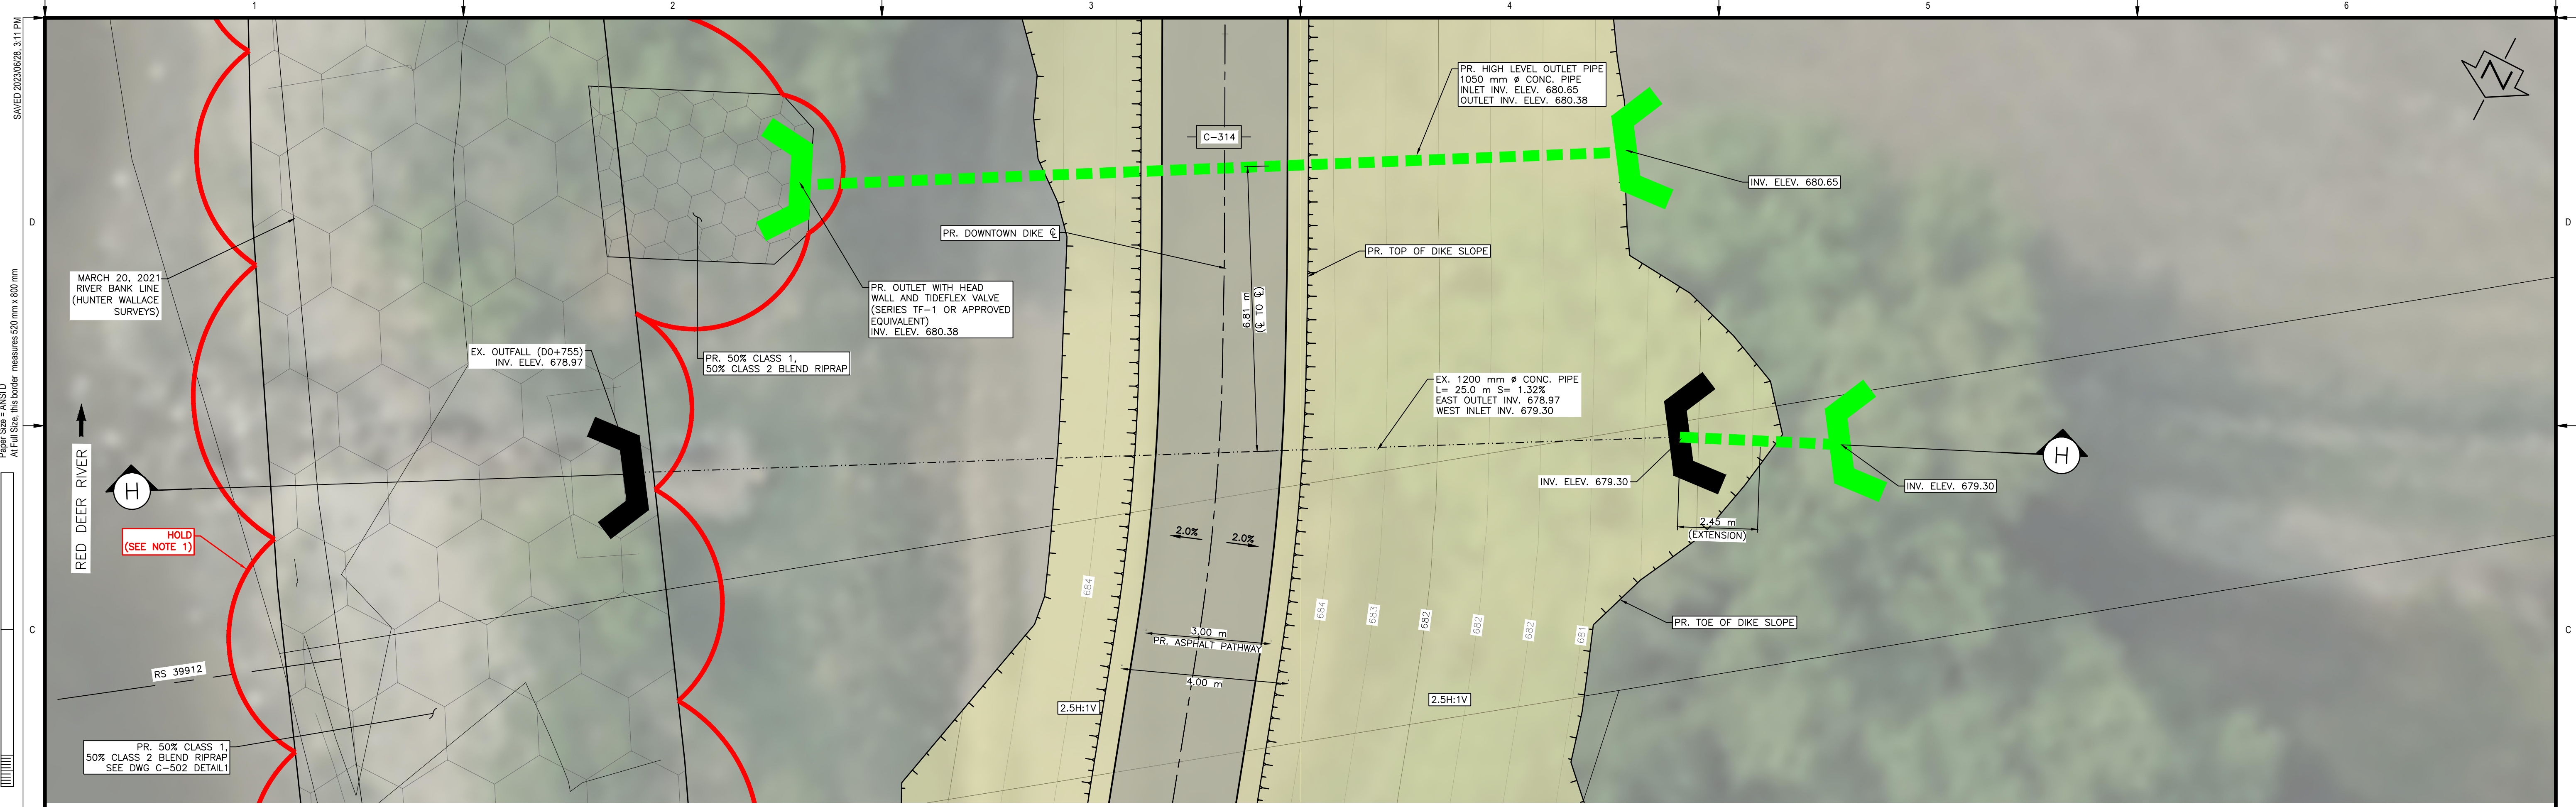 1
2
3
4
5
6
SAVED 2023/06/28, 3:11 PM
At Full Size, this border measures 520 mm x 800 mm
D
D
C
C
N
PR. HIGH LEVEL OUTLET PIPE
1050 mm ø CONC. PIPE
INLET INV. ELEV. 680.65
OUTLET INV. ELEV. 680.38
C-314
INV. ELEV. 680.65
PR. DOWNTOWN DIKE ℄
PR. TOP OF DIKE SLOPE
MARCH 20, 2021
RIVER BANK LINE
(HUNTER WALLACE
SURVEYS)
PR. OUTLET WITH HEAD
WALL AND TIDEFLEX VALVE
(SERIES TF-1 OR APPROVED
EQUIVALENT)
INV. ELEV. 680.38
6.81 m
(℄ TO ℄)
EX. OUTFALL (D0+755)
INV. ELEV. 678.97
PR. 50% CLASS 1,
50% CLASS 2 BLEND RIPRAP
EX. 1200 mm ø CONC. PIPE
L= 25.0 m S= 1.32%
EAST OUTLET INV. 678.97
WEST INLET INV. 679.30
RED DEER RIVER
H
H
INV. ELEV. 679.30
INV. ELEV. 679.30
2.45 m
(EXTENSION)
HOLD
(SEE NOTE 1)
2.0%
2.0%
684
684
683
682
682
682
681
3.00 m
PR. ASPHALT PATHWAY
4.00 m
PR. TOE OF DIKE SLOPE
RS 39912
2.5H:1V
2.5H:1V
PR. 50% CLASS 1,
50% CLASS 2 BLEND RIPRAP
SEE DWG C-502 DETAIL1